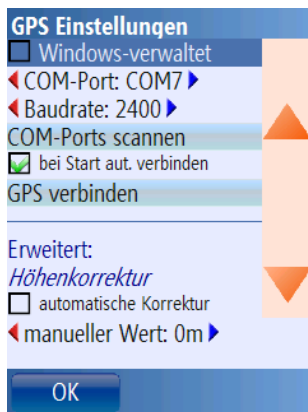 GPS Einstellungen
Windows-verwaltet
COM-Port: COM7
Baudrate: 2400
COM-Ports scannen
bei Start aut. verbinden
GPS verbinden
Erweitert:
Höhenkorrektur
automatische Korrektur
manueller Wert: 0m
OK